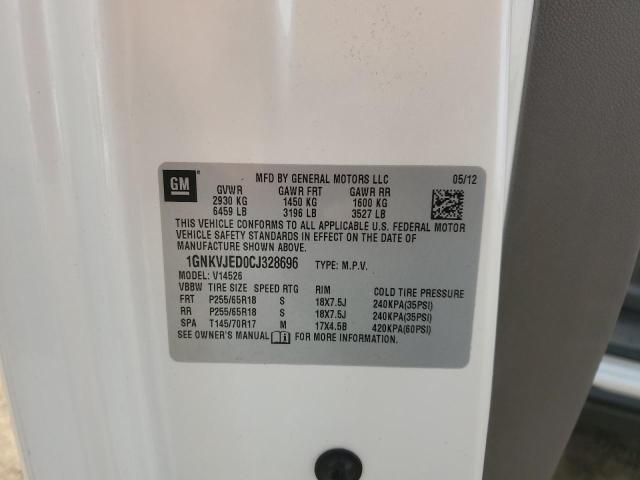 GM MFD BY GENERAL MOTORS LLC 05/12
GVWR GAWR FRT GAWR RR
2930 KG 1450 KG 1600 KG
6459 LB 3196 LB 3527 LB
THIS VEHICLE CONFORMS TO ALL APPLICABLE U.S. FEDERAL MOTOR
VEHICLE SAFETY STANDARDS IN EFFECT ON THE DATE OF
MANUFACTURE SHOWN ABOVE.
1GNKVJED0CJ328696 TYPE: M.P.V.
MODEL: V14526
VBBW TIRE SIZE SPEED RTG RIM COLD TIRE PRESSURE
FRT P255/65R18 S 18X7.5J 240KPA(35PSI)
RR P255/65R18 S 18X7.5J 240KPA(35PSI)
SPA T145/70R17 M 17X4.5B 420KPA(60PSI)
SEE OWNER'S MANUAL FOR MORE INFORMATION.